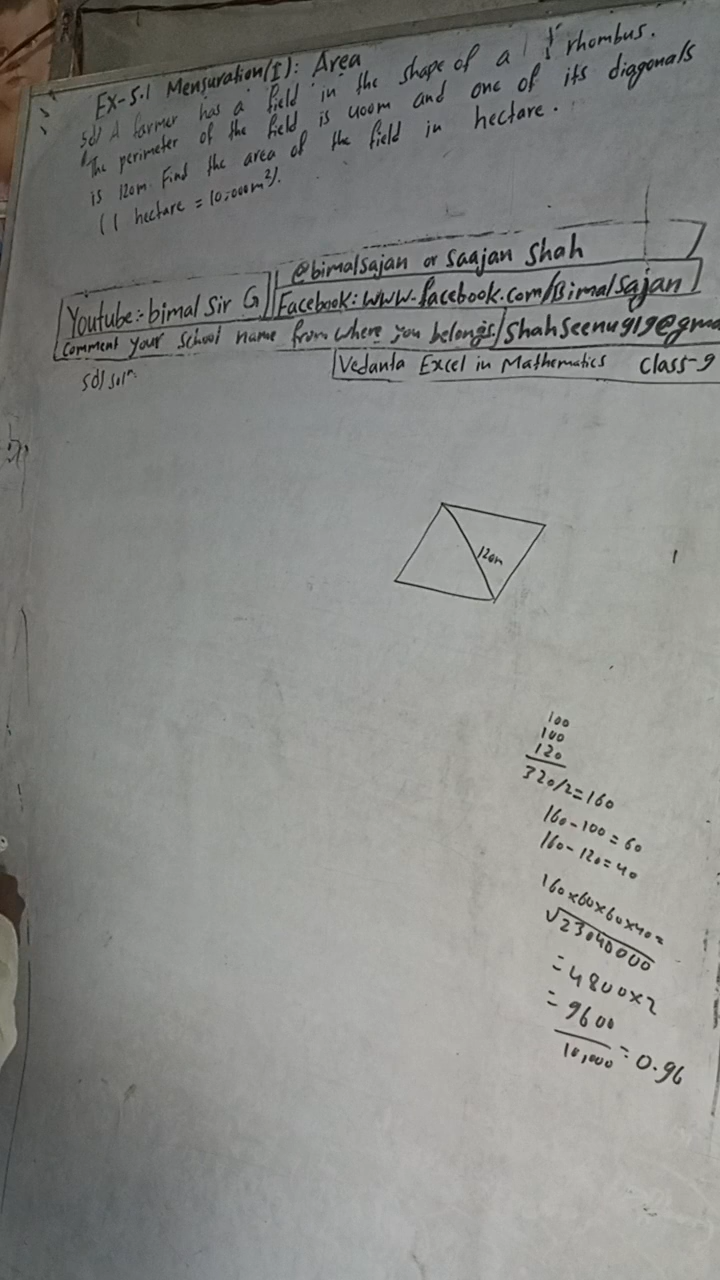 Ex-5.1 Mensuration(I): Area
5d) A farmer has a field in the shape of a rhombus.
The perimeter of the field is 400m and one of its diagonals
is 120m. Find the area of the field in hectare.
(1 hectare = 10,000m²).
@bimalsajan or Saajan Shah
Youtube:- bimal Sir G
Facebook: www.facebook.com/Bimalsajan
Comment your School name from where you belongs
Shahseenu919@gma
Vedanta Excel in Mathematics Class-9
5d) solⁿ.
120m
100
100
120
320/2=160
160-100=60
160-120=40
160×60×60×40=
√23040000
=4800×2
=9600
10,000
=0.96